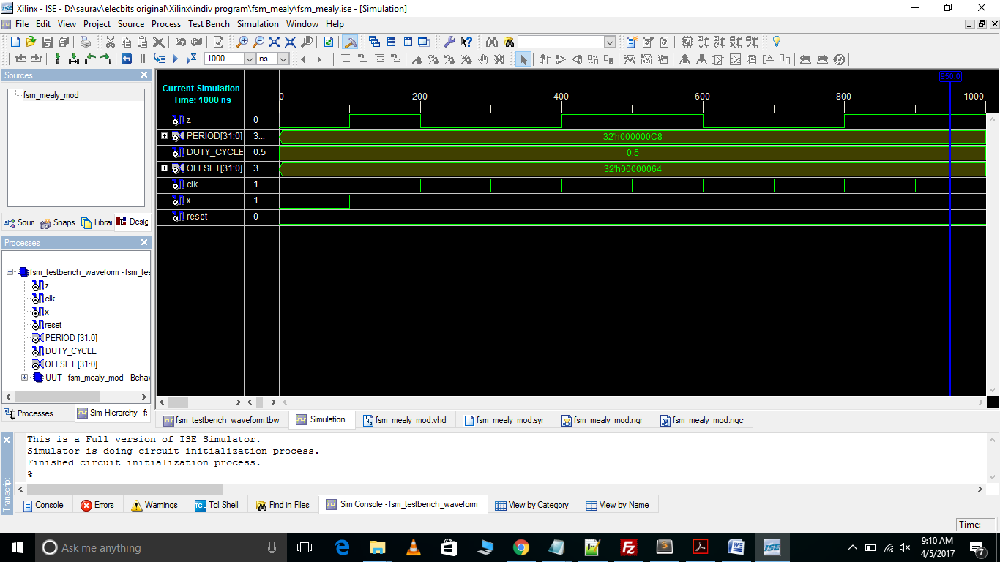 Xilinx - ISE - D:\saurav\elecbits original\Xilinx\indiv program\fsm_mealy\fsm_mealy.ise - [Simulation]
File Edit View Project Source Process Test Bench Simulation Window Help
1000 ns
Sources
fsm_mealy_mod
Sour Snaps Librai Desig
Processes
fsm_testbench_waveform - fsm_tes
z
clk
x
reset
PERIOD [31:0]
DUTY_CYCLE
OFFSET [31:0]
UUT - fsm_mealy_mod - Behav
Processes Sim Hierarchy - fs
Current Simulation
Time: 1000 ns
0 200 400 600 800 1000
950.0
z 0
PERIOD[31:0] 3... 32'h000000C8
DUTY_CYCLE 0.5 0.5
OFFSET[31:0] 3... 32'h00000064
clk 1
x 1
reset 0
fsm_testbench_waveform.tbw Simulation fsm_mealy_mod.vhd fsm_mealy_mod.syr fsm_mealy_mod.ngr fsm_mealy_mod.ngc
Transcript
This is a Full version of ISE Simulator.
Simulator is doing circuit initialization process.
Finished circuit initialization process.
%
Console Errors Warnings Tcl Shell Find in Files Sim Console - fsm_testbench_waveform View by Category View by Name
Time: ---
Ask me anything
9:10 AM
4/5/2017
7